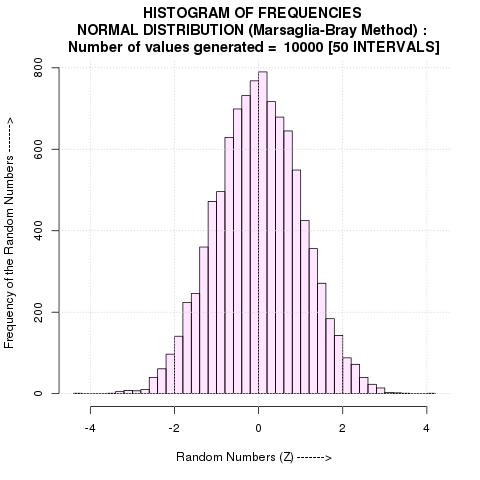 HISTOGRAM OF FREQUENCIES
NORMAL DISTRIBUTION (Marsaglia-Bray Method) :
Number of values generated = 10000 [50 INTERVALS]
Frequency of the Random Numbers ------->
800
600
400
200
0
-4 -2 0 2 4
Random Numbers (Z) ------->